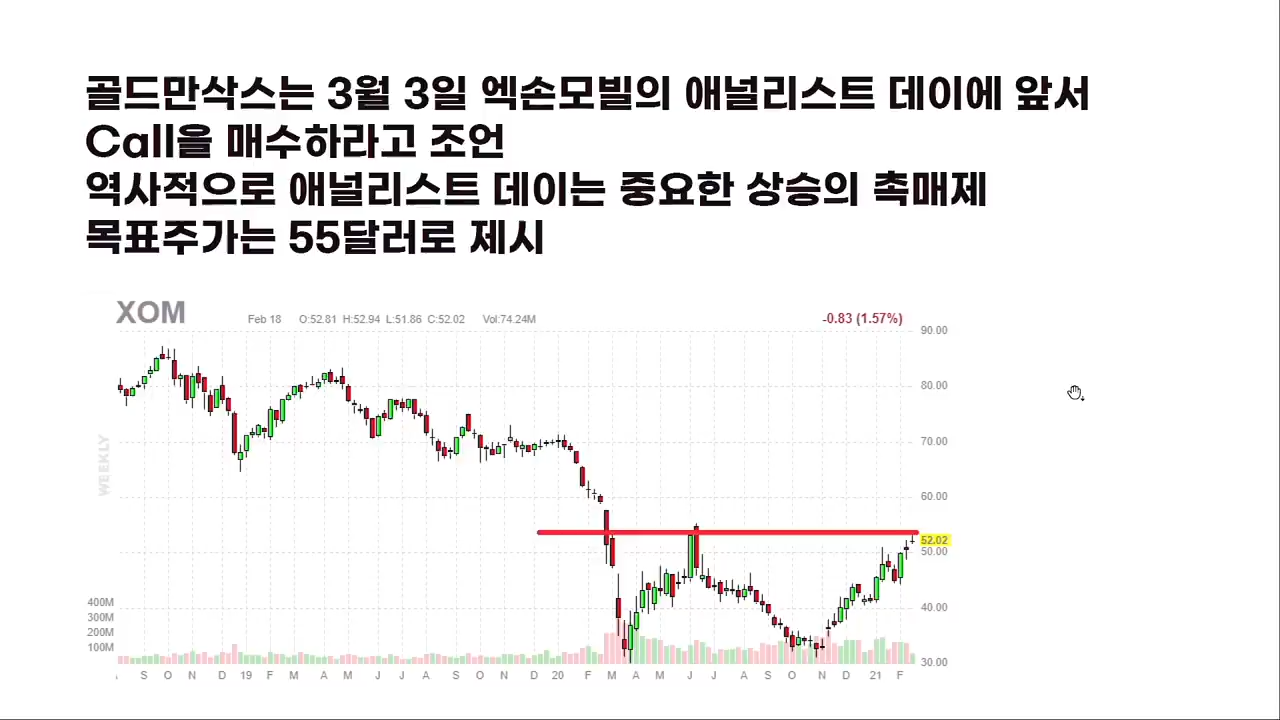 골드만삭스는 3월 3일 엑손모빌의 애널리스트 데이에 앞서
Call을 매수하라고 조언
역사적으로 애널리스트 데이는 중요한 상승의 촉매제
목표주가는 55달러로 제시
XOM
Feb 18 O:52.81 H:52.94 L:51.86 C:52.02 Vol:74.24M
-0.83 (1.57%)
90.00
80.00
70.00
60.00
52.02
50.00
40.00
30.00
WEEKLY
400M
300M
200M
100M
S O N D 19 F M A M J J A S O N D 20 F M A M J J A S O N D 21 F